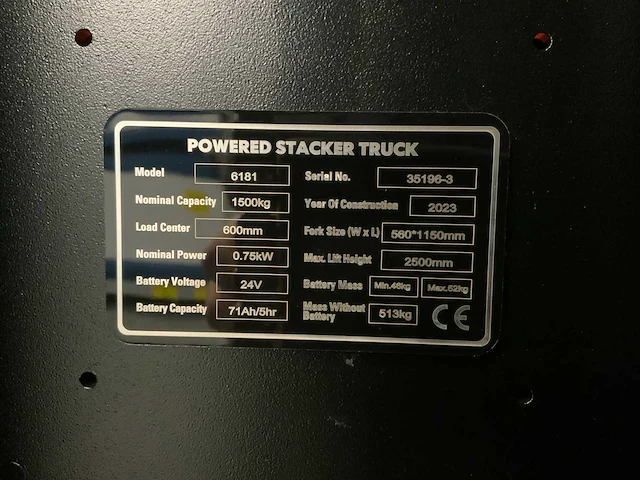 POWERED STACKER TRUCK
Model 6181 Serial No. 35196-3
Nominal Capacity 1500kg Year Of Construction 2023
Load Center 600mm Fork Size (W x L) 560*1150mm
Nominal Power 0.75kW Max. Lift Height 2500mm
Battery Voltage 24V Battery Mass Min.46kg Max.52kg
Battery Capacity 71Ah/5hr Mass Without Battery 513kg CE